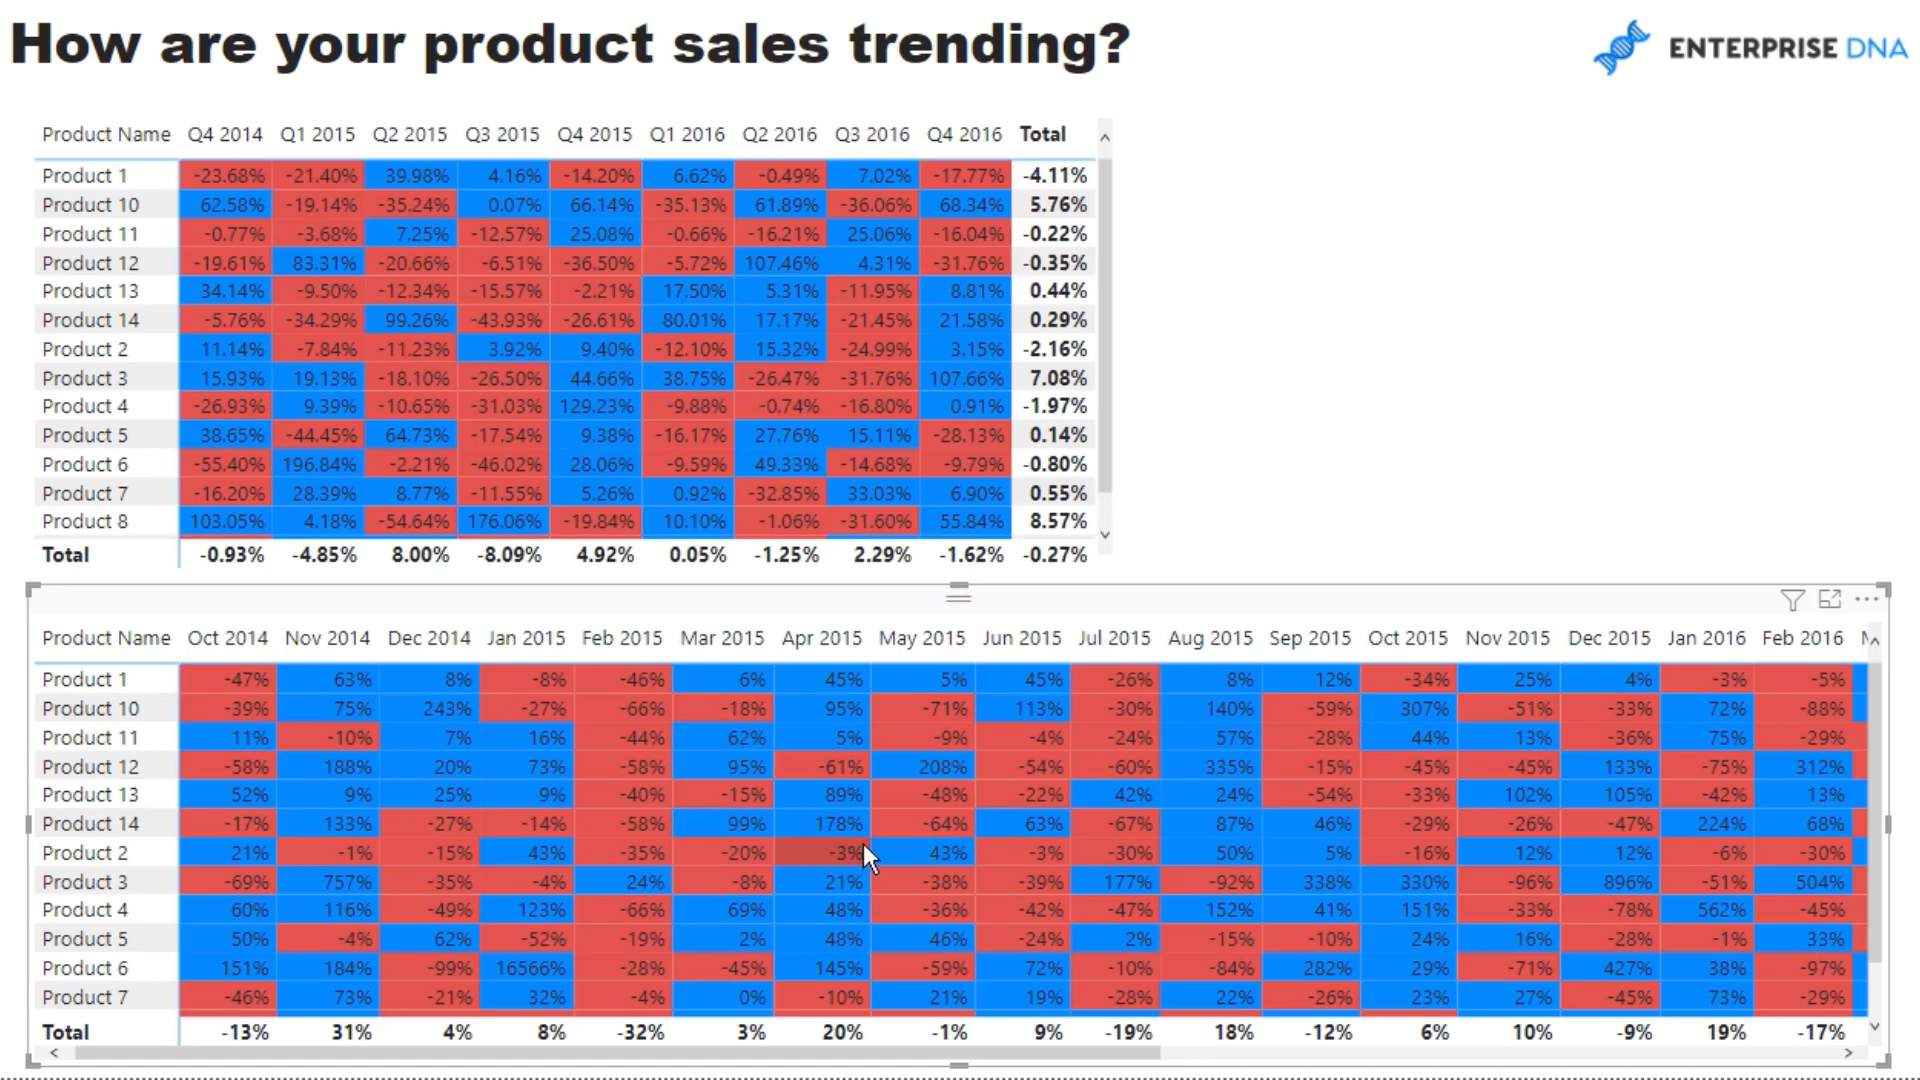 How are your product sales trending?
ENTERPRISE DNA
Product Name Q4 2014 Q1 2015 Q2 2015 Q3 2015 Q4 2015 Q1 2016 Q2 2016 Q3 2016 Q4 2016 Total
Product 1 -23.68% -21.40% 39.98% 4.16% -14.20% 6.62% -0.49% 7.02% -17.77% -4.11%
Product 10 62.58% -19.14% -35.24% 0.07% 66.14% -35.13% 61.89% -36.06% 68.34% 5.76%
Product 11 -0.77% -3.68% 7.25% -12.57% 25.08% -0.66% -16.21% 25.06% -16.04% -0.22%
Product 12 -19.61% 83.31% -20.66% -6.51% -36.50% -5.72% 107.46% 4.31% -31.76% -0.35%
Product 13 34.14% -9.50% -12.34% -15.57% -2.21% 17.50% 5.31% -11.95% 8.81% 0.44%
Product 14 -5.76% -34.29% 99.26% -43.93% -26.61% 80.01% 17.17% -21.45% 21.58% 0.29%
Product 2 11.14% -7.84% -11.23% 3.92% 9.40% -12.10% 15.32% -24.99% 3.15% -2.16%
Product 3 15.93% 19.13% -18.10% -26.50% 44.66% 38.75% -26.47% -31.76% 107.66% 7.08%
Product 4 -26.93% 9.39% -10.65% -31.03% 129.23% -9.88% -0.74% -16.80% 0.91% -1.97%
Product 5 38.65% -44.45% 64.73% -17.54% 9.38% -16.17% 27.76% 15.11% -28.13% 0.14%
Product 6 -55.40% 196.84% -2.21% -46.02% 28.06% -9.59% 49.33% -14.68% -9.79% -0.80%
Product 7 -16.20% 28.39% 8.77% -11.55% 5.26% 0.92% -32.85% 33.03% 6.90% 0.55%
Product 8 103.05% 4.18% -54.64% 176.06% -19.84% 10.10% -1.06% -31.60% 55.84% 8.57%
Total -0.93% -4.85% 8.00% -8.09% 4.92% 0.05% -1.25% 2.29% -1.62% -0.27%
Product Name Oct 2014 Nov 2014 Dec 2014 Jan 2015 Feb 2015 Mar 2015 Apr 2015 May 2015 Jun 2015 Jul 2015 Aug 2015 Sep 2015 Oct 2015 Nov 2015 Dec 2015 Jan 2016 Feb 2016
Product 1 -47% 63% 8% -8% -46% 6% 45% 5% 45% -26% 8% 12% -34% 25% 4% -3% -5%
Product 10 -39% 75% 243% -27% -66% -18% 95% -71% 113% -30% 140% -59% 307% -51% -33% 72% -88%
Product 11 11% -10% 7% 16% -44% 62% 5% -9% -4% -24% 57% -28% 44% 13% -36% 75% -29%
Product 12 -58% 188% 20% 73% -58% 95% -61% 208% -54% -60% 335% -15% -45% -45% 133% -75% 312%
Product 13 52% 9% 25% 9% -40% -15% 89% -48% -22% 42% 24% -54% -33% 102% 105% -42% 13%
Product 14 -17% 133% -27% -14% -58% 99% 178% -64% 63% -67% 87% 46% -29% -26% -47% 224% 68%
Product 2 21% -1% -15% 43% -35% -20% -3% 43% -3% -30% 50% 5% -16% 12% 12% -6% -30%
Product 3 -69% 757% -35% -4% 24% -8% 21% -38% -39% 177% -92% 338% 330% -96% 896% -51% 504%
Product 4 60% 116% -49% 123% -66% 69% 48% -36% -42% -47% 152% 41% 151% -33% -78% 562% -45%
Product 5 50% -4% 62% -52% -19% 2% 48% 46% -24% 2% -15% -10% 24% 16% -28% -1% 33%
Product 6 151% 184% -99% 16566% -28% -45% 145% -59% 72% -10% -84% 282% 29% -71% 427% 38% -97%
Product 7 -46% 73% -21% 32% -4% 0% -10% 21% 19% -28% 22% -26% 23% 27% -45% 73% -29%
Total -13% 31% 4% 8% -32% 3% 20% -1% 9% -19% 18% -12% 6% 10% -9% 19% -17%